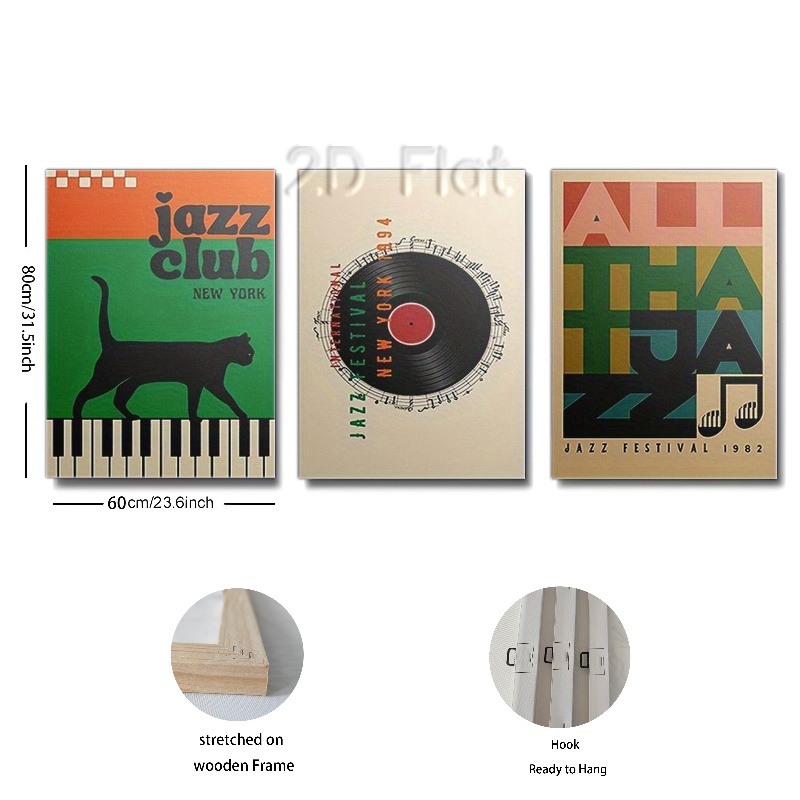 2D Flat
jazz
club
NEW YORK
INTERNATIONAL
JAZZ FESTIVAL
NEW YORK 1994
ALL
THA
T JA
ZZ
JAZZ FESTIVAL 1982
80cm/31.5inch
60cm/23.6inch
stretched on
wooden Frame
Hook
Ready to Hang